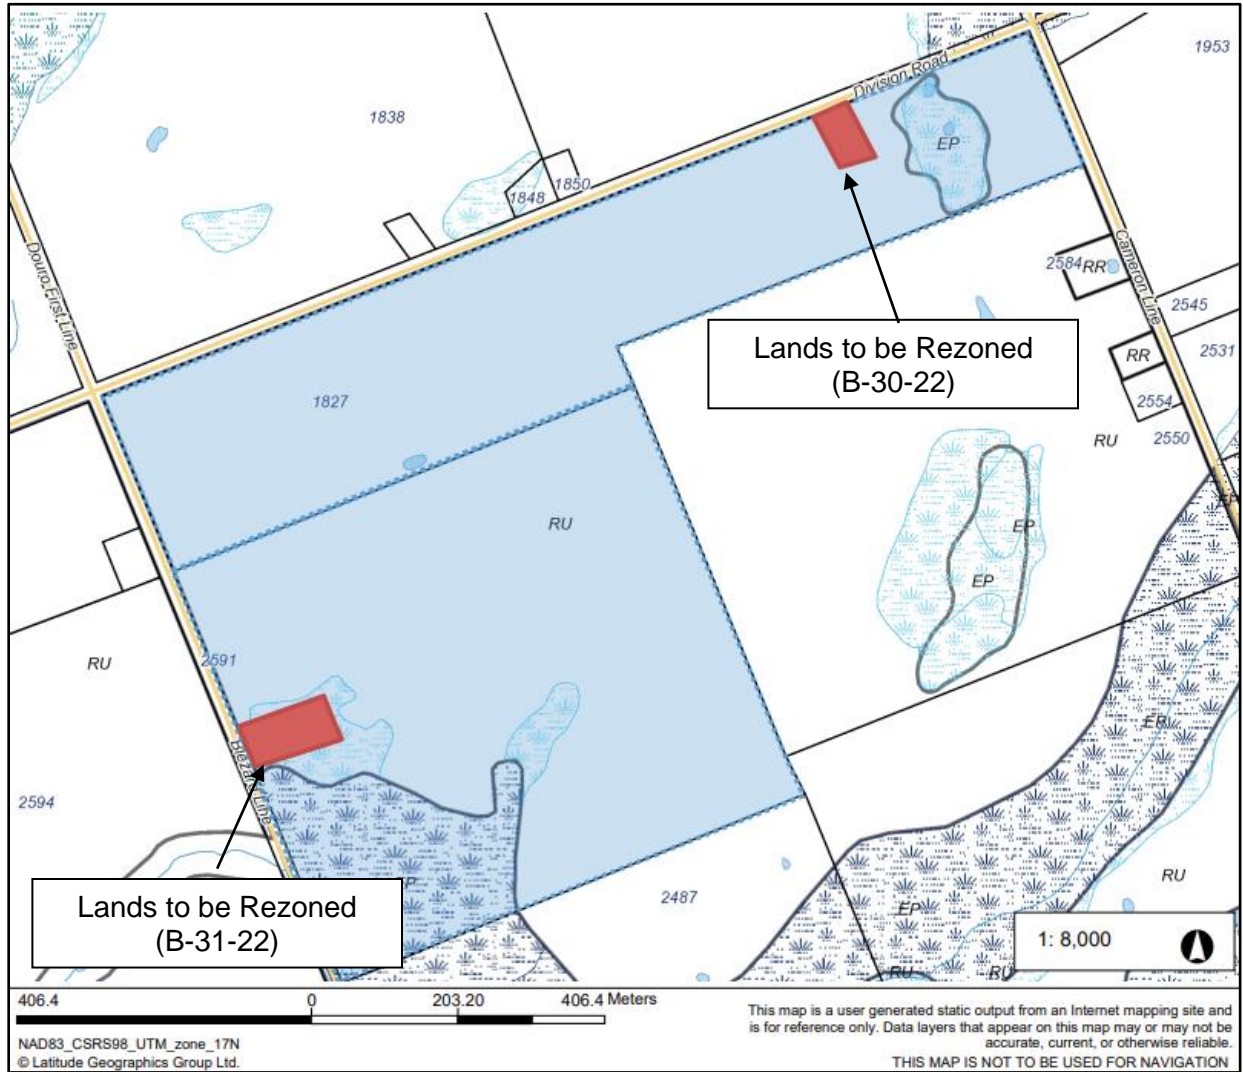 1953
Division Road
1838
EP
1850
1848
Douro First Line
Cameron Line
2584
RR
2545
Lands to be Rezoned
(B-30-22)
2531
RR
1827
2554
RU
2550
EP
RU
EP
EP
RU
2591
EP
Blezard Line
2594
RU
2487
Lands to be Rezoned
(B-31-22)
EP
1: 8,000
RU
RU
406.4
0
203.20
406.4 Meters
This map is a user generated static output from an Internet mapping site and
is for reference only. Data layers that appear on this map may or may not be
accurate, current, or otherwise reliable.
THIS MAP IS NOT TO BE USED FOR NAVIGATION
NAD83_CSRS98_UTM_zone_17N
© Latitude Geographics Group Ltd.